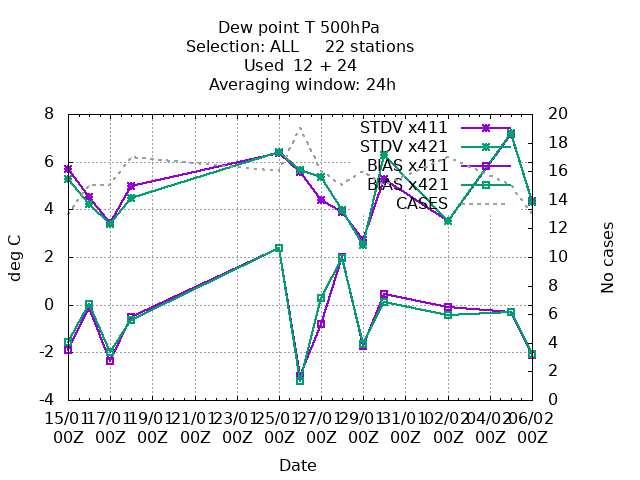 Dew point T 500hPa
Selection: ALL 22 stations
Used 12 + 24
Averaging window: 24h
STDV x411
STDV x421
BIAS x411
BIAS x421
CASES
8
6
4
2
0
-2
-4
deg C
20
18
16
14
12
10
8
6
4
2
0
No cases
15/01 17/01 19/01 21/01 23/01 25/01 27/01 29/01 31/01 02/02 04/02 06/02
00Z 00Z 00Z 00Z 00Z 00Z 00Z 00Z 00Z 00Z 00Z 00Z
Date